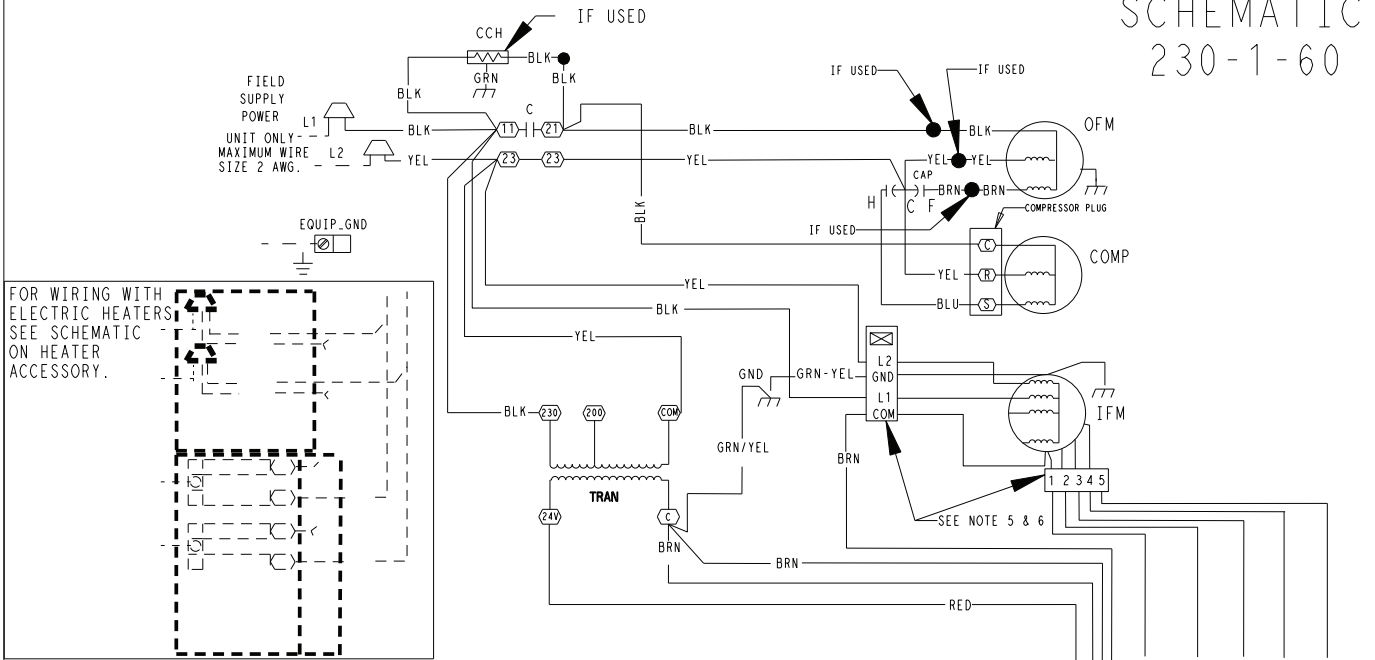 SCHEMATIC
230-1-60
IF USED
CCH
BLK
GRN
BLK
BLK
FIELD
SUPPLY
POWER
L1
UNIT ONLY
MAXIMUM WIRE
SIZE 2 AWG.
L2
BLK
YEL
11
C
21
23
23
BLK
YEL
BLK
IF USED
IF USED
BLK
OFM
YEL
YEL
CAP
H
C
F
BRN
BRN
IF USED
COMPRESSOR PLUG
C
YEL
R
BLU
S
COMP
EQUIP_GND
FOR WIRING WITH
ELECTRIC HEATERS
SEE SCHEMATIC
ON HEATER
ACCESSORY.
YEL
BLK
YEL
L2
GND
GRN-YEL
GND
L1
COM
IFM
BLK
230
200
COM
GRN/YEL
BRN
1 2 3 4 5
TRAN
24V
C
SEE NOTE 5 & 6
BRN
BRN
RED